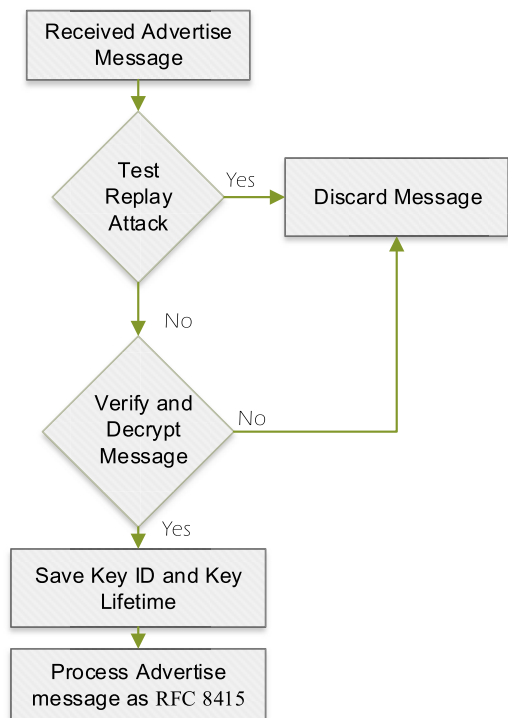 Received Advertise
Message
Test
Replay
Attack
Yes
Discard Message
No
Verify and
Decrypt
Message
No
Yes
Save Key ID and Key
Lifetime
Process Advertise
message as RFC 8415